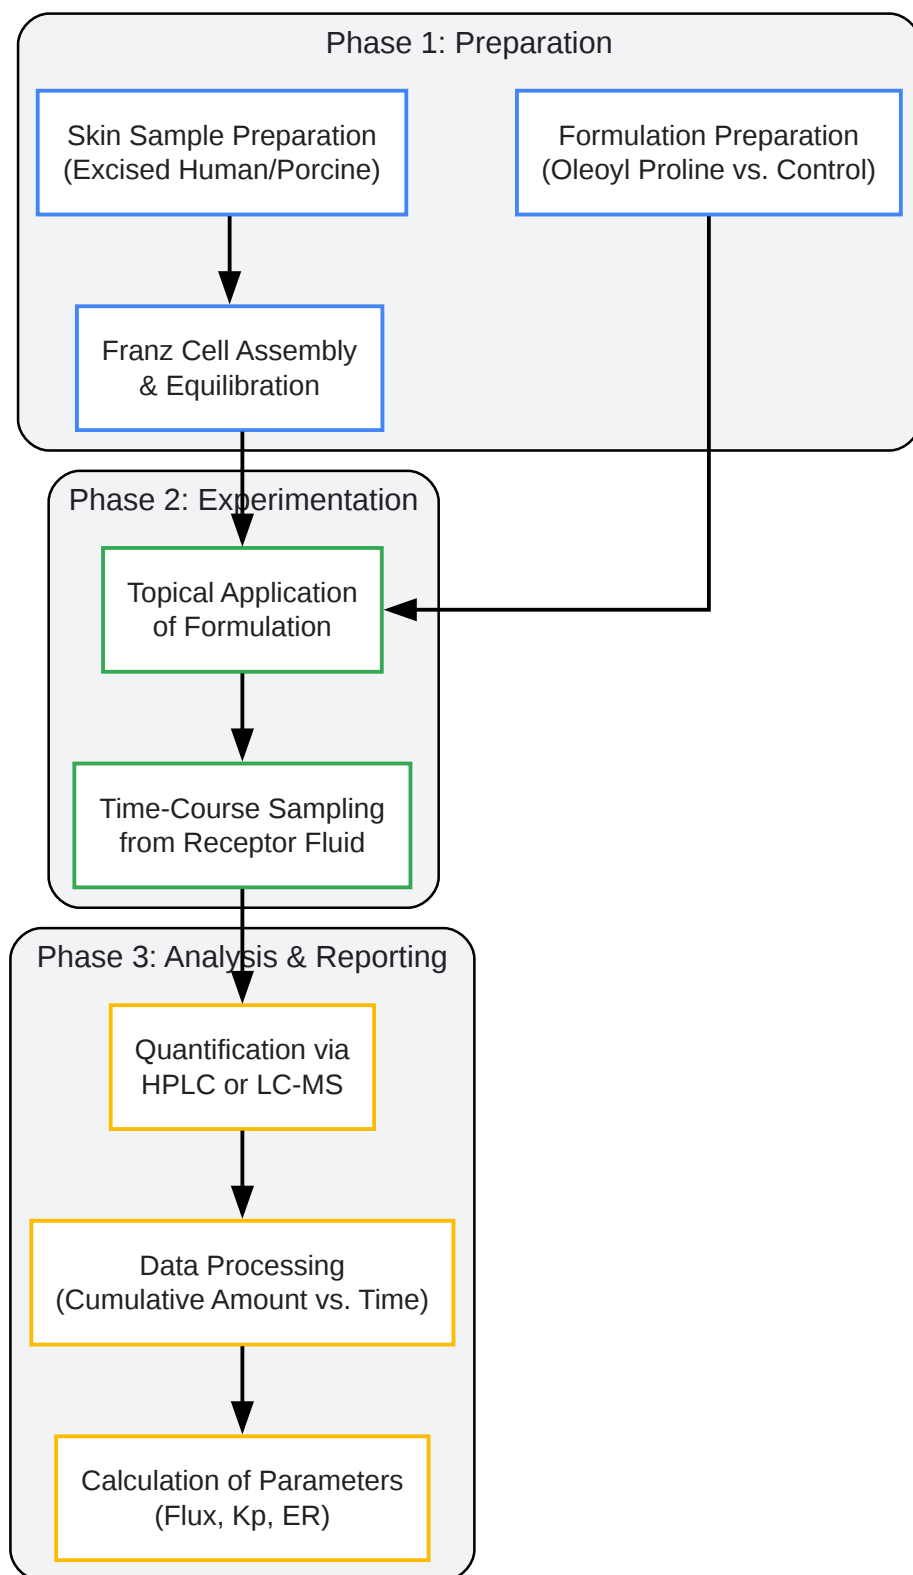 Phase 1: Preparation
Skin Sample Preparation
(Excised Human/Porcine)
Formulation Preparation
(Oleoyl Proline vs. Control)
Franz Cell Assembly
& Equilibration
Phase 2: Experimentation
Topical Application
of Formulation
Time-Course Sampling
from Receptor Fluid
Phase 3: Analysis & Reporting
Quantification via
HPLC or LC-MS
Data Processing
(Cumulative Amount vs. Time)
Calculation of Parameters
(Flux, Kp, ER)